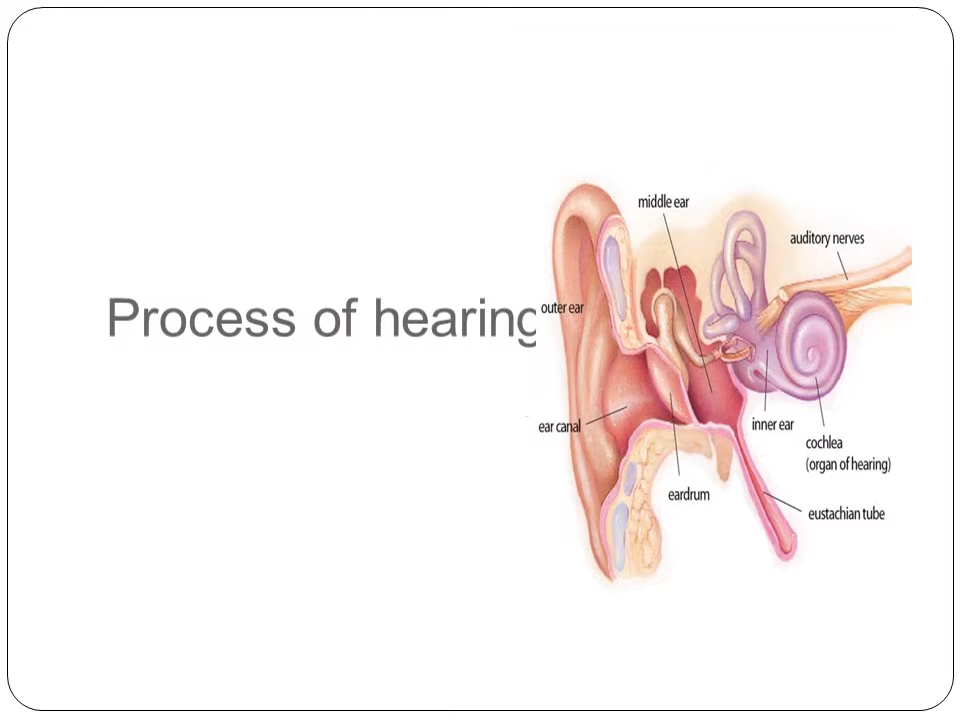 Process of hearing
middle ear
auditory nerves
outer ear
ear canal
inner ear
cochlea
(organ of hearing)
eardrum
eustachian tube